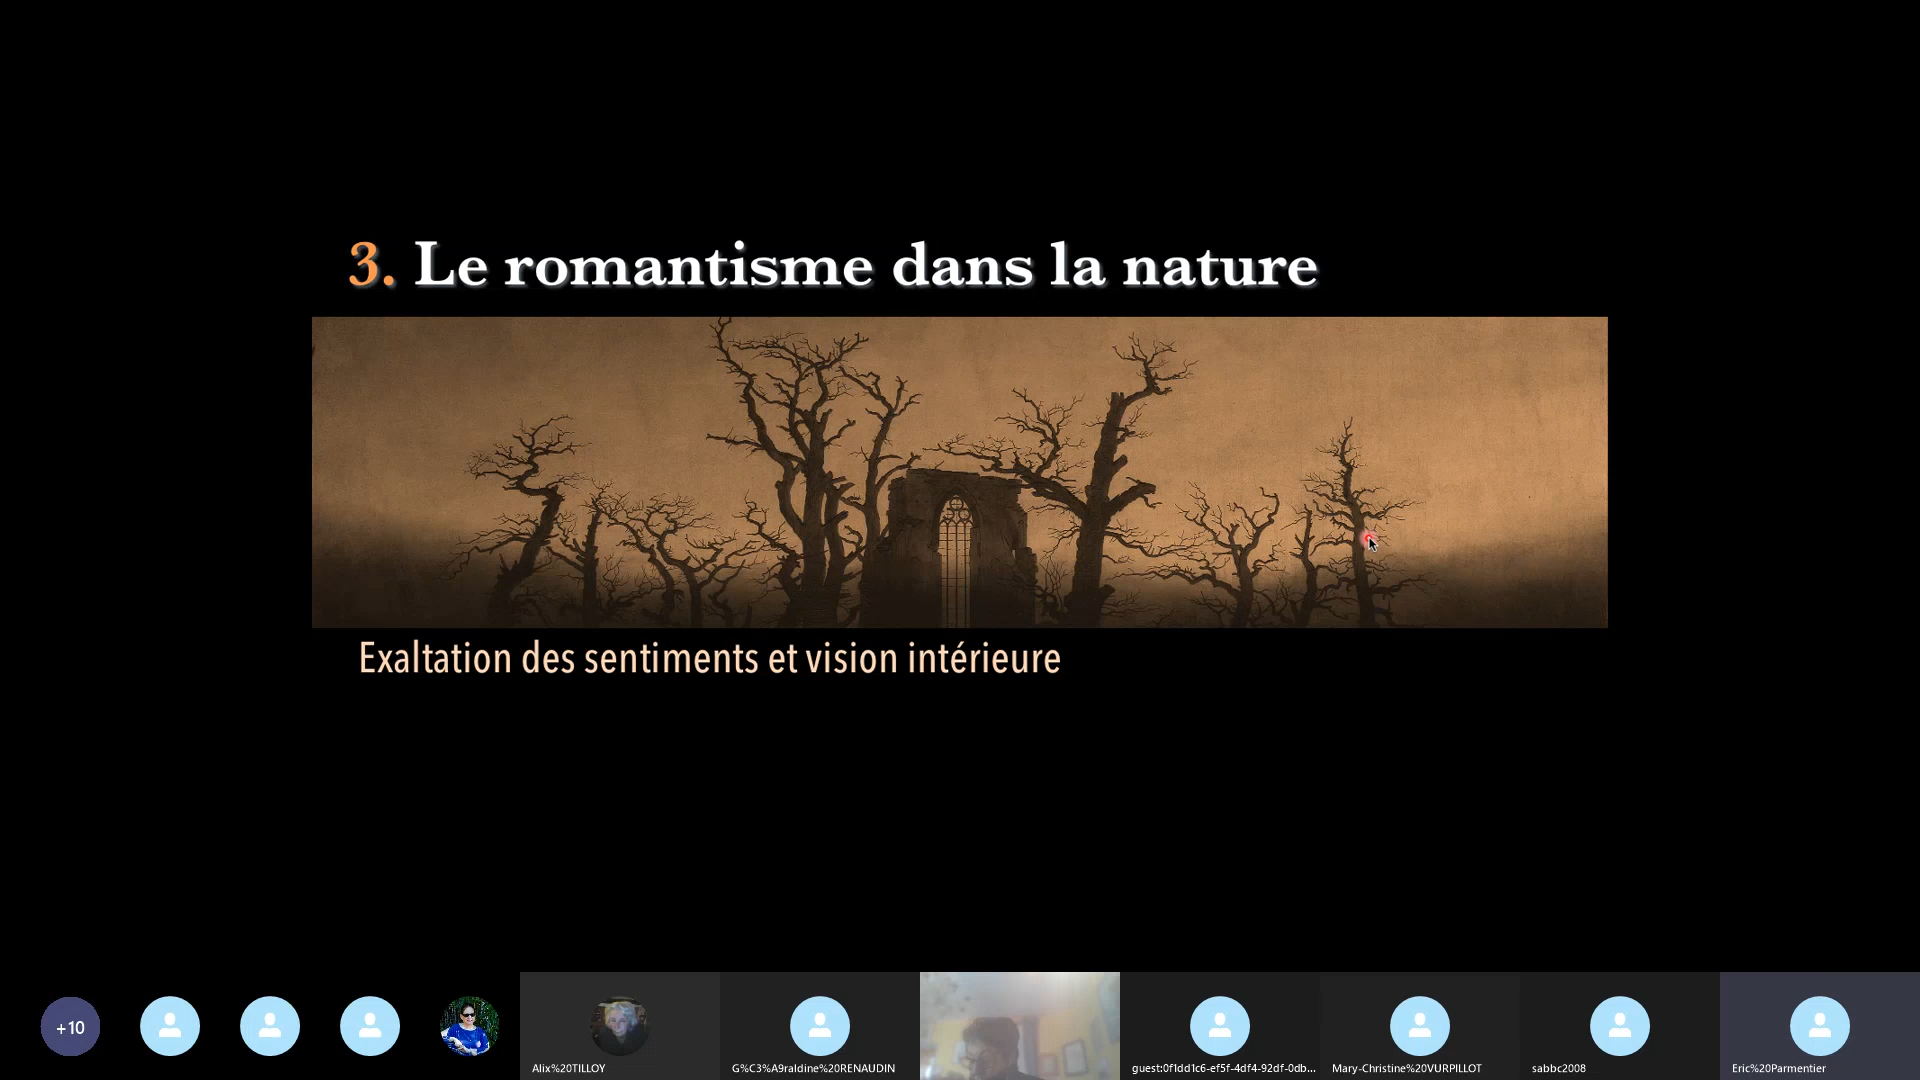 3. Le romantisme dans la nature
Exaltation des sentiments et vision intérieure
+10
Alix%20TILLOY
G%C3%A9raldine%20RENAUDIN
guest:0f1dd1c6-ef5f-4df4-92df-0db...
Mary-Christine%20VURPILLOT
sabbc2008
Eric%20Parmentier